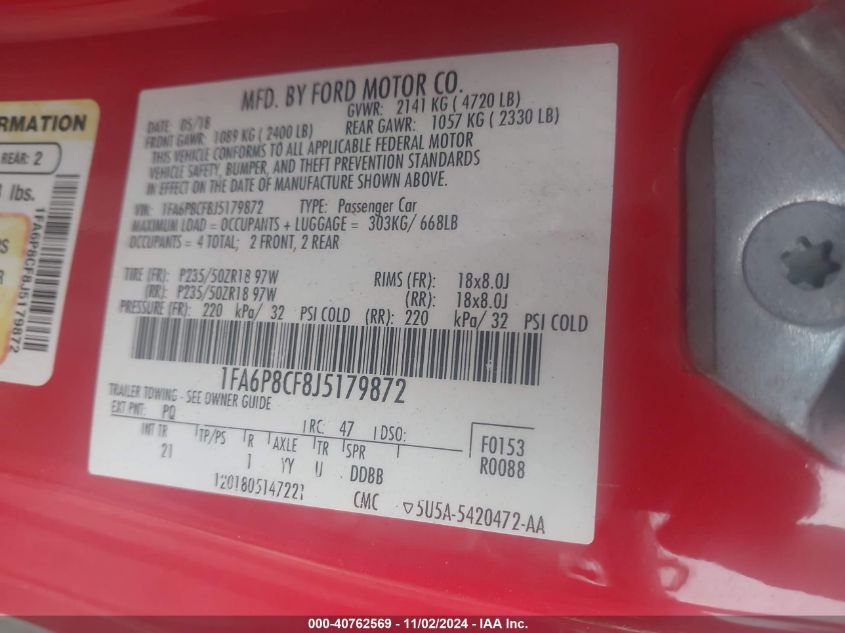 MFD. BY FORD MOTOR CO.
DATE: 05/18 GVWR: 2141 KG ( 4720 LB)
FRONT GAWR: 1089 KG ( 2400 LB) REAR GAWR: 1057 KG ( 2330 LB)
THIS VEHICLE CONFORMS TO ALL APPLICABLE FEDERAL MOTOR
VEHICLE SAFETY, BUMPER, AND THEFT PREVENTION STANDARDS
IN EFFECT ON THE DATE OF MANUFACTURE SHOWN ABOVE.
VIN: 1FA6P8CF8J5179872 TYPE: Passenger Car
MAXIMUM LOAD = OCCUPANTS + LUGGAGE = 303KG/ 668LB
OCCUPANTS = 4 TOTAL; 2 FRONT, 2 REAR
TIRE (FR): P235/50ZR18 97W RIMS (FR): 18x8.0J
(RR): P235/50ZR18 97W (RR): 18x8.0J
PRESSURE (FR): 220 kPa/ 32 PSI COLD (RR): 220 kPa/ 32 PSI COLD
1FA6P8CF8J5179872
TRAILER TOWING - SEE OWNER GUIDE
EXT PNT: PQ RC: 47 DSO: F0153
INT TR TP/PS R AXLE TR SPR R0088
21 1 YY U DDBB
120180514722 CMC ▽5U5A-5420472-AA
ORMATION
REAR: 2
lbs.
1FA6P8CF8J5179872
000-40762569 - 11/02/2024 - IAA Inc.